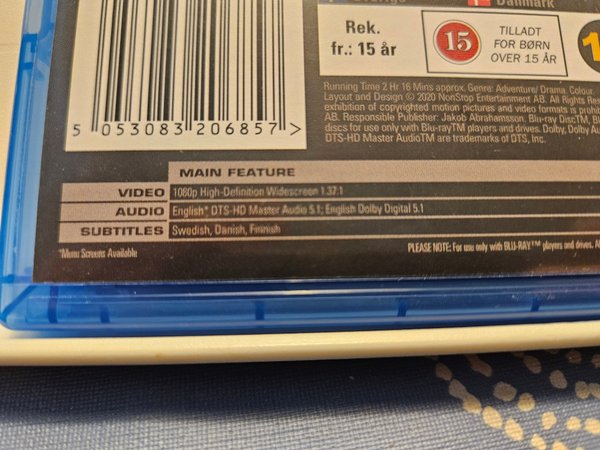 Sverige
Danmark
Rek.
fr.: 15 år
15
TILLADT
FOR BØRN
OVER 15 ÅR
1
Running Time 2 Hr 16 Mins approx. Genre: Adventure/ Drama. Colour.
Layout and Design © 2020 NonStop Entertainment AB. All Rights Res
exhibition of copyrighted motion pictures and video formats is prohib
AB. Responsible Publisher: Jakob Abrahamsson. Blu-ray DiscTM, Bl
discs for use only with Blu-rayTM players and drives. Dolby, Dolby Au
DTS-HD Master AudioTM are trademarks of DTS, Inc.
5 053083 206857 >
MAIN FEATURE
VIDEO 1080p High-Definition Widescreen 1.37:1
AUDIO English* DTS-HD Master Audio 5.1; English Dolby Digital 5.1
SUBTITLES Swedish, Danish, Finnish
*Menu Screens Available
PLEASE NOTE: For use only with BLU-RAY™ players and drives. Al